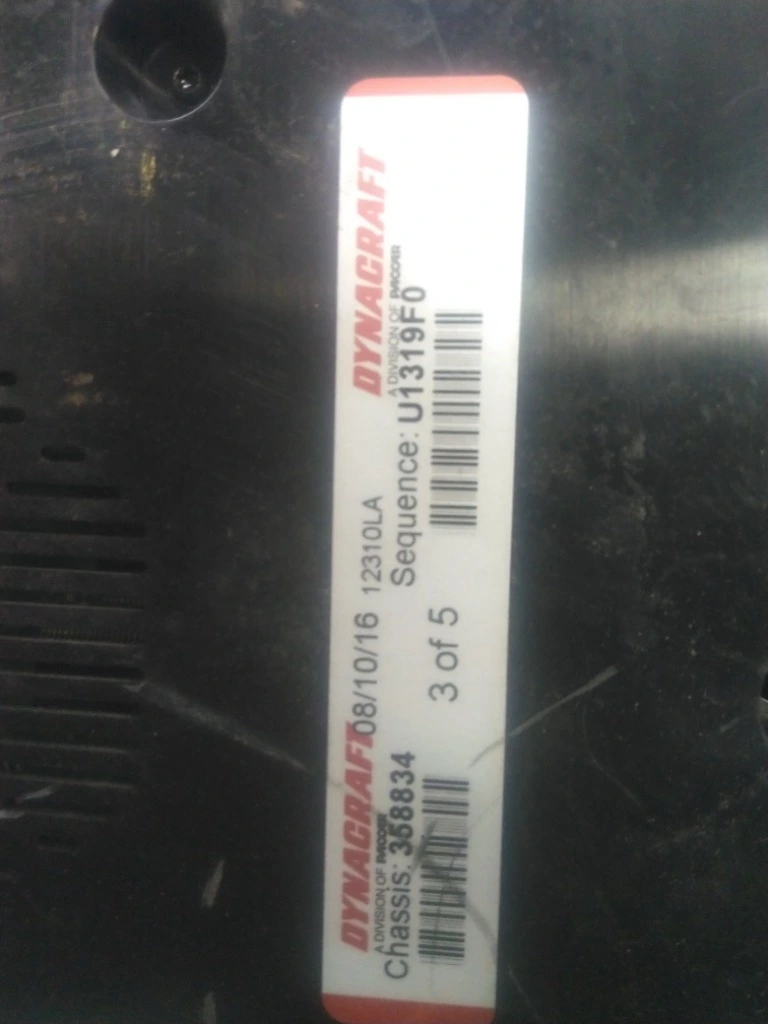 DYNACRAFT 08/10/16 12310LA DYNACRAFT
A DIVISION OF PACCAR A DIVISION OF PACCAR
Chassis: 358834 Sequence: U1319F0
3 of 5